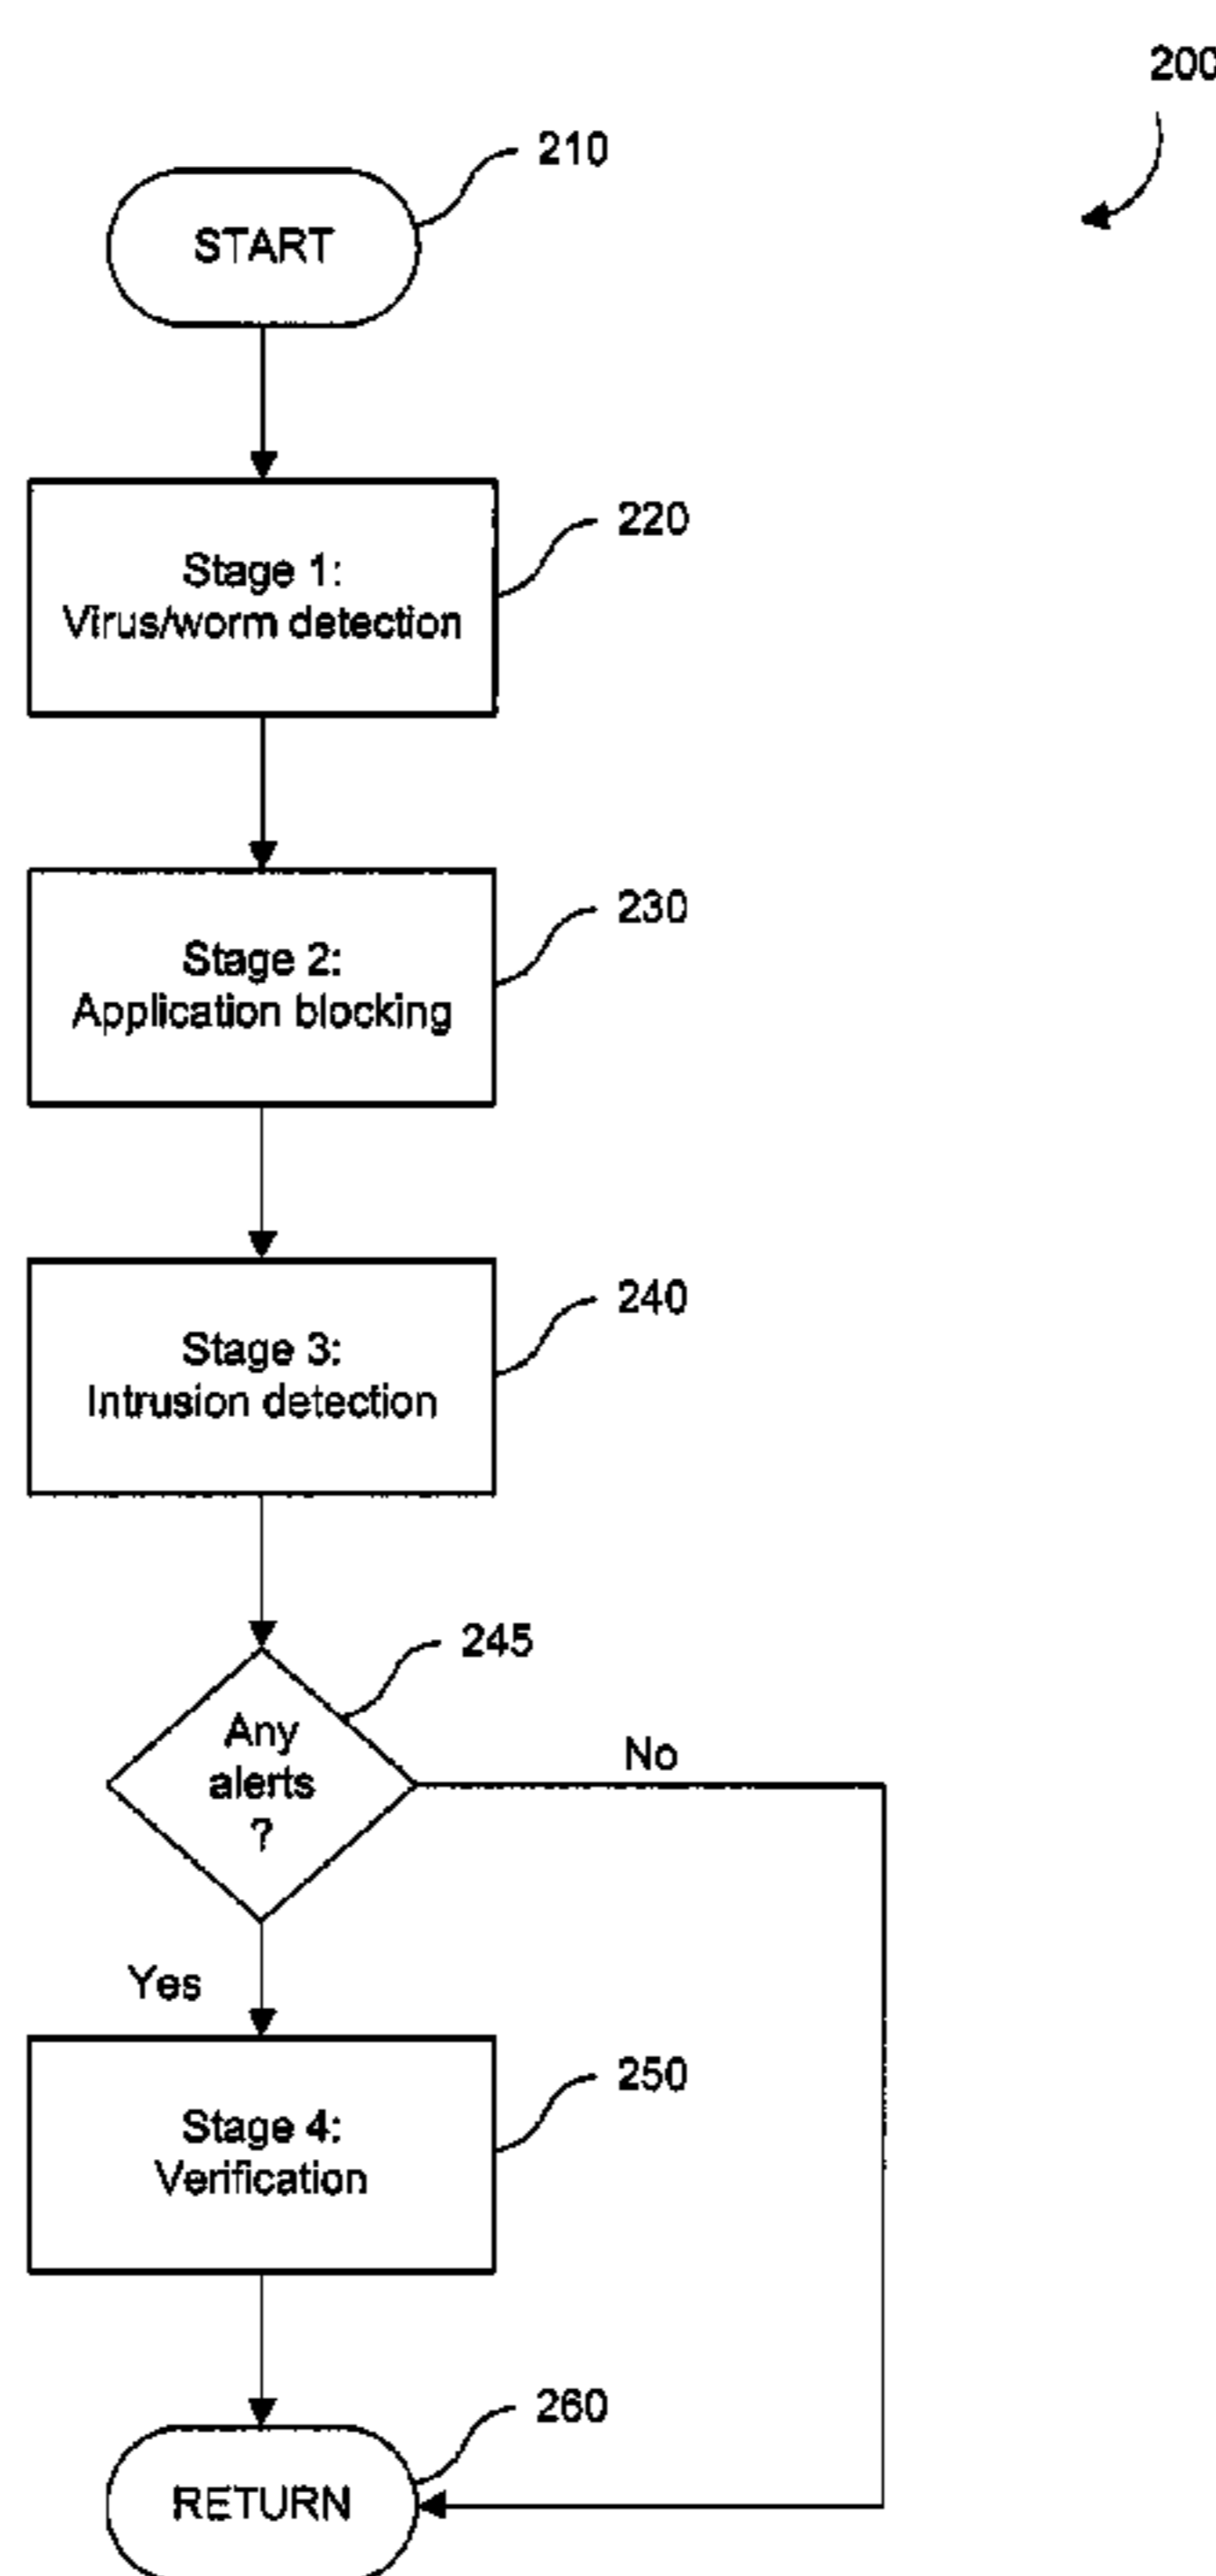 200
210
START
220
Stage 1:
Virus/worm detection
230
Stage 2:
Application blocking
240
Stage 3:
Intrusion detection
245
Any
alerts
?
No
Yes
250
Stage 4:
Verification
260
RETURN